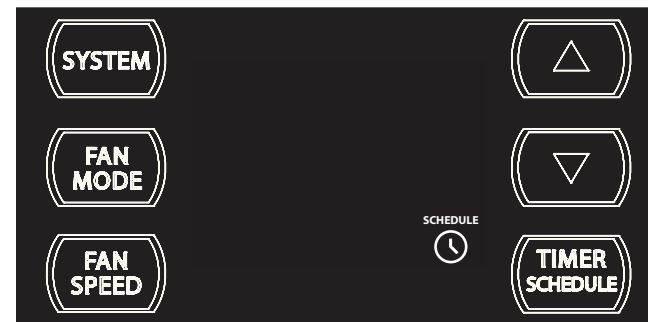 SYSTEM
FAN
MODE
SCHEDULE
FAN
SPEED
TIMER
SCHEDULE